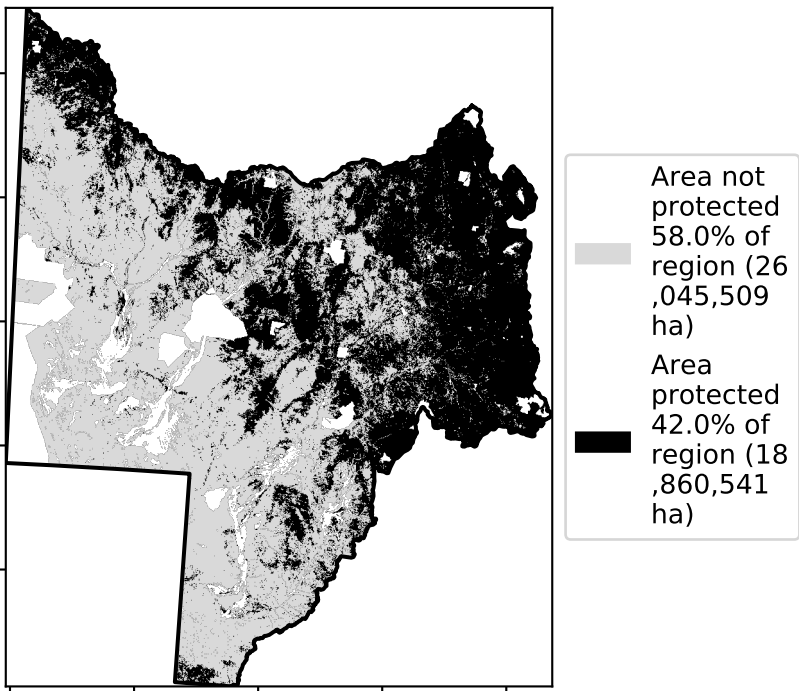 Area not
protected
58.0% of
region (26
,045,509
ha)
Area
protected
42.0% of
region (18
,860,541
ha)